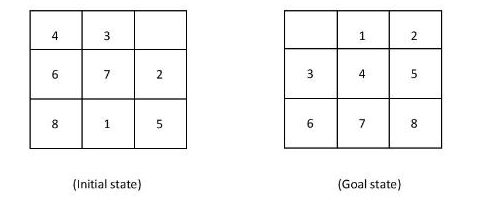 4 3
6 7 2
8 1 5
(Initial state)
1 2
3 4 5
6 7 8
(Goal state)